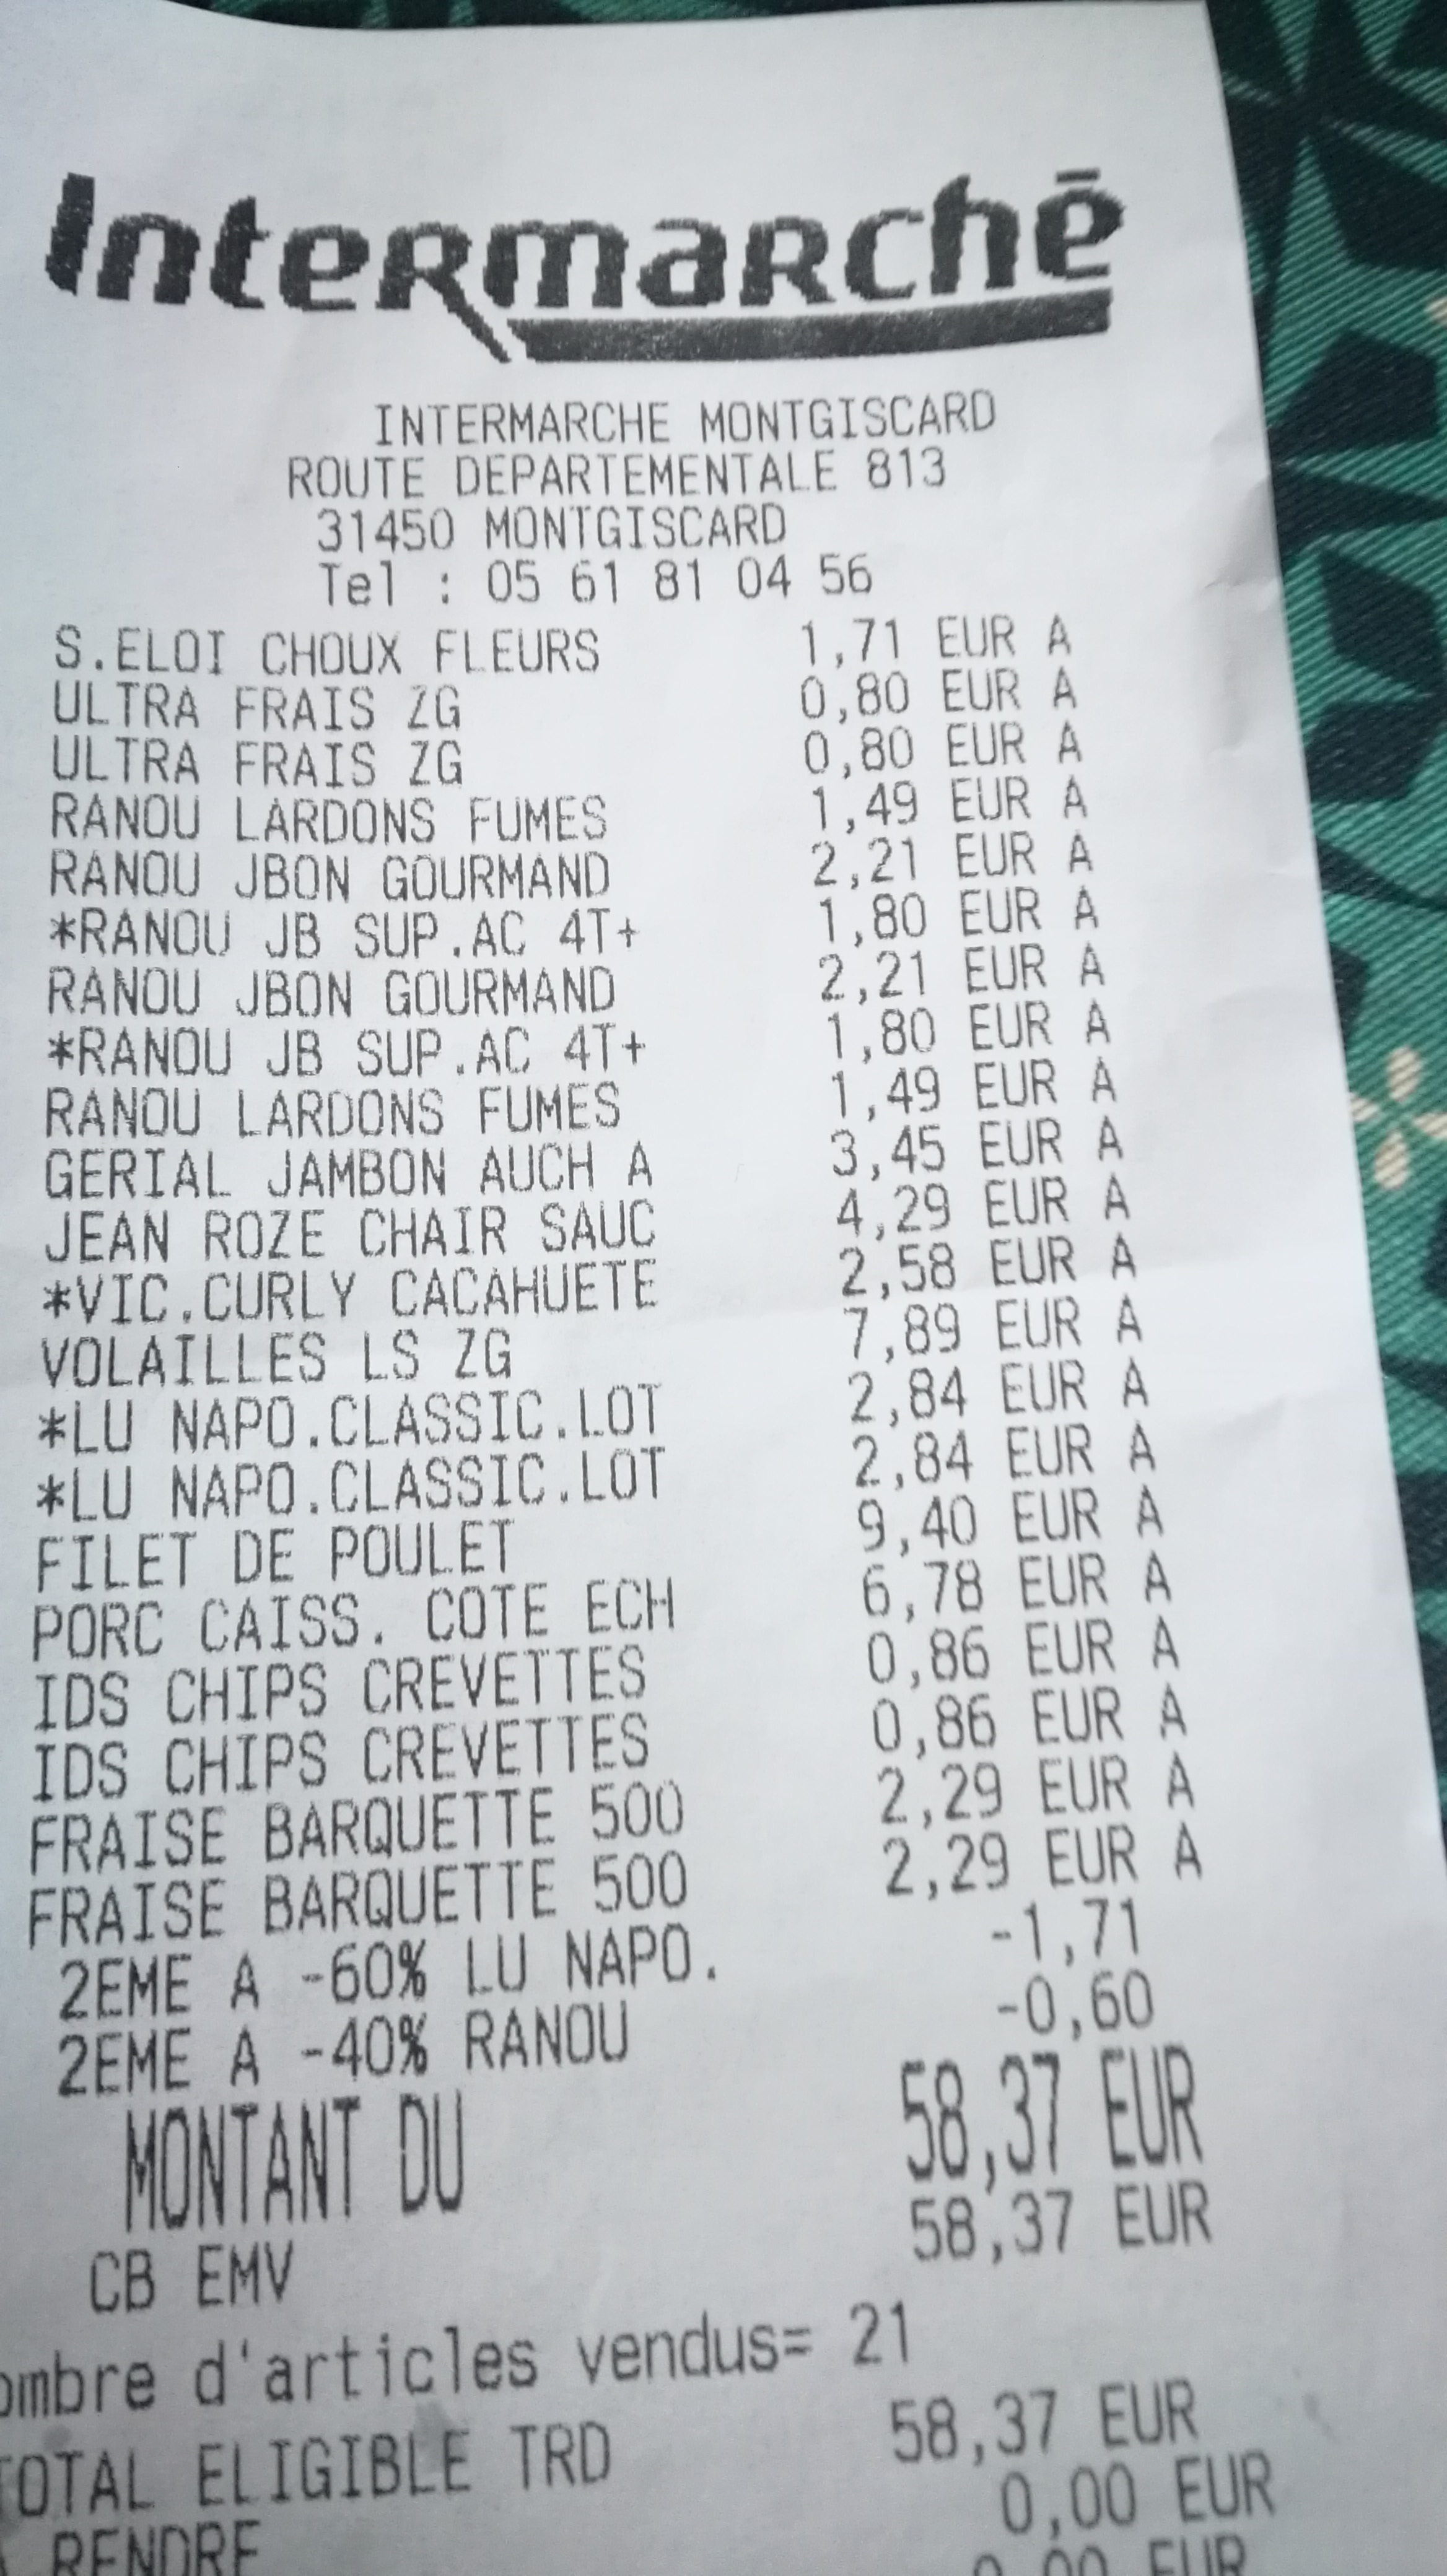 Intermarché
INTERMARCHE MONTGISCARD
ROUTE DEPARTEMENTALE 813
31450 MONTGISCARD
Tel : 05 61 81 04 56
S.ELOI CHOUX FLEURS 1,71 EUR A
ULTRA FRAIS ZG 0,80 EUR A
ULTRA FRAIS ZG 0,80 EUR A
RANOU LARDONS FUMES 1,49 EUR A
RANOU JBON GOURMAND 2,21 EUR A
*RANOU JB SUP.AC 4T+ 1,80 EUR A
RANOU JBON GOURMAND 2,21 EUR A
*RANOU JB SUP.AC 4T+ 1,80 EUR A
RANOU LARDONS FUMES 1,49 EUR A
GERIAL JAMBON AUCH A 3,45 EUR A
JEAN ROZE CHAIR SAUC 4,29 EUR A
*VIC.CURLY CACAHUETE 2,58 EUR A
VOLAILLES LS ZG 7,89 EUR A
*LU NAPO.CLASSIC.LOT 2,84 EUR A
*LU NAPO.CLASSIC.LOT 2,84 EUR A
FILET DE POULET 9,40 EUR A
PORC CAISS. COTE ECH 6,78 EUR A
IDS CHIPS CREVETTES 0,86 EUR A
IDS CHIPS CREVETTES 0,86 EUR A
FRAISE BARQUETTE 500 2,29 EUR A
FRAISE BARQUETTE 500 2,29 EUR A
2EME A -60% LU NAPO. -1,71
2EME A -40% RANOU -0,60
MONTANT DU 58,37 EUR
CB EMV 58,37 EUR
ombre d'articles vendus= 21
TOTAL ELIGIBLE TRD 58,37 EUR
RENDRE 0,00 EUR
EUR